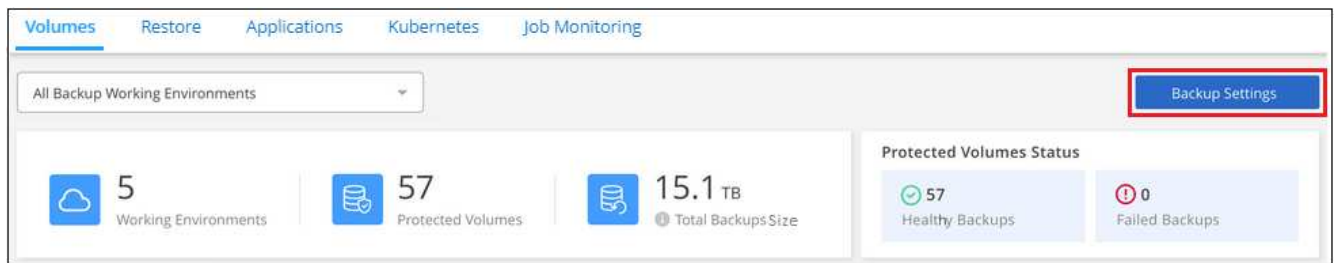 Volumes Restore Applications Kubernetes Job Monitoring
All Backup Working Environments
Backup Settings
5 Working Environments
57 Protected Volumes
15.1 TB Total Backups Size
Protected Volumes Status
57 Healthy Backups
0 Failed Backups